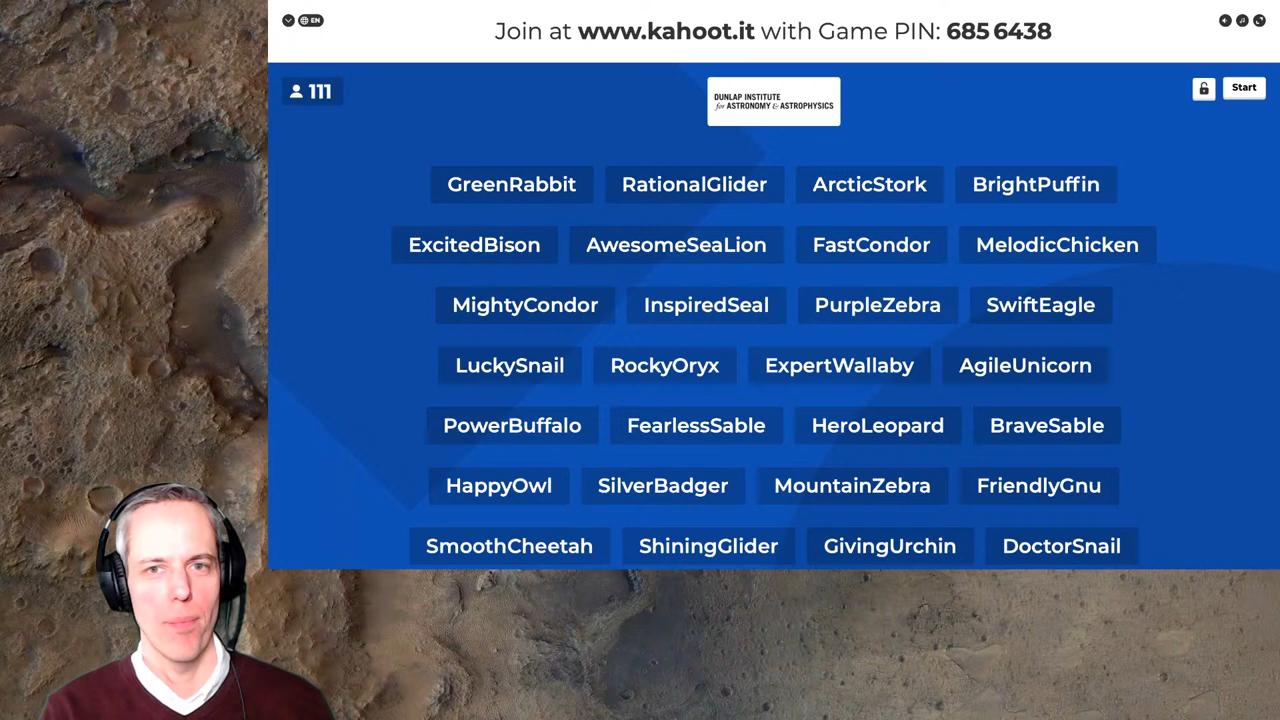 EN
Join at www.kahoot.it with Game PIN: 685 6438
111
DUNLAP INSTITUTE
for ASTRONOMY & ASTROPHYSICS
Start
GreenRabbit RationalGlider ArcticStork BrightPuffin
ExcitedBison AwesomeSeaLion FastCondor MelodicChicken
MightyCondor InspiredSeal PurpleZebra SwiftEagle
LuckySnail RockyOryx ExpertWallaby AgileUnicorn
PowerBuffalo FearlessSable HeroLeopard BraveSable
HappyOwl SilverBadger MountainZebra FriendlyGnu
SmoothCheetah ShiningGlider GivingUrchin DoctorSnail